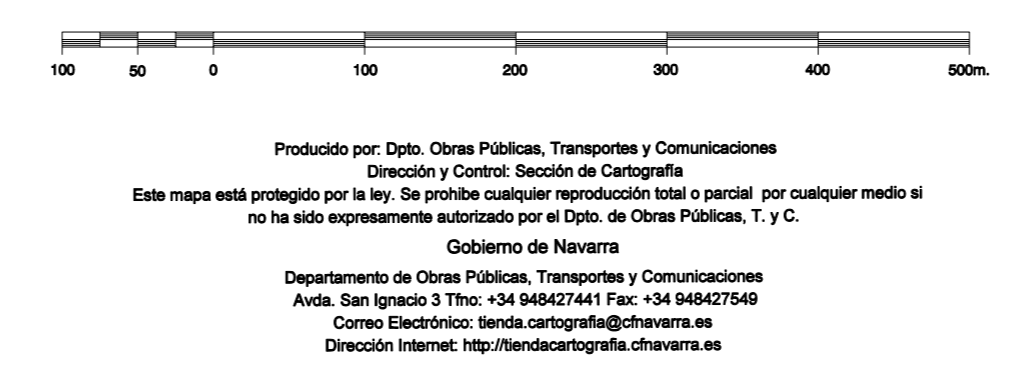 100 50 0 100 200 300 400 500m.
Producido por: Dpto. Obras Públicas, Transportes y Comunicaciones
Dirección y Control: Sección de Cartografía
Este mapa está protegido por la ley. Se prohibe cualquier reproducción total o parcial por cualquier medio si
no ha sido expresamente autorizado por el Dpto. de Obras Públicas, T. y C.
Gobierno de Navarra
Departamento de Obras Públicas, Transportes y Comunicaciones
Avda. San Ignacio 3 Tfno: +34 948427441 Fax: +34 948427549
Correo Electrónico: tienda.cartografia@cfnavarra.es
Dirección Internet: http://tiendacartografia.cfnavarra.es